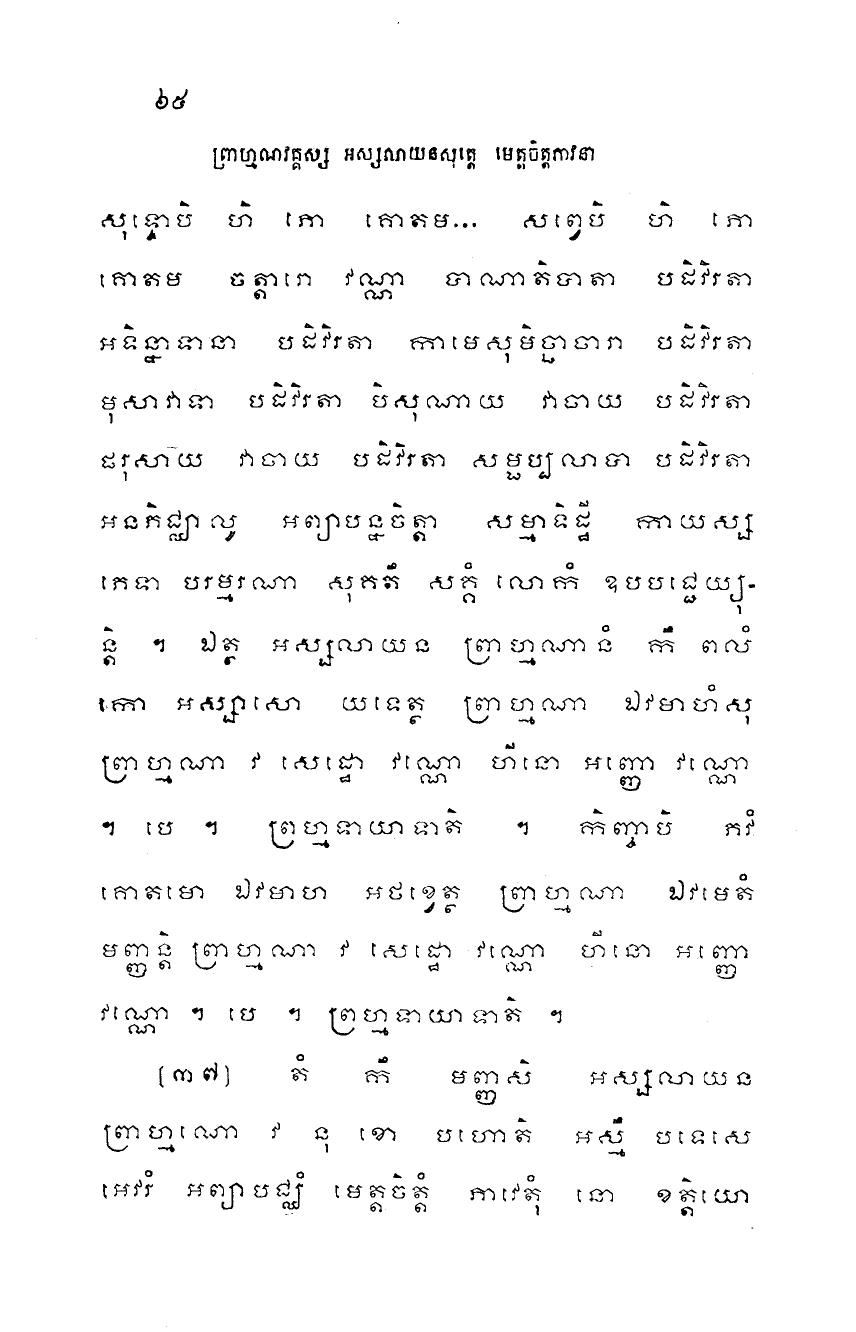 ៦៥
ព្រាហ្មណវគ្គស្ស អស្សលាយនសុត្តេ មេត្តចិត្តភាវនា
សុទ្ទោបិ ហិ ភោ គោតម... សព្វេបិ ហិ ភោ
គោតម ចត្តារោ វណ្ណា បាណាតិបាតា បដិវិរតា
អទិន្នាទានា បដិវិរតា កាមេសុមិច្ឆាចារា បដិវិរតា
មុសាវាទា បដិវិរតា បិសុណាយ វាចាយ បដិវិរតា
ផរុសាយ វាចាយ បដិវិរតា សម្ផប្បលាបា បដិវិរតា
អនភិជ្ឈាលូ អព្យាបន្នចិត្តា សម្មាទិដ្ឋី កាយស្ស
ភេទា បរម្មរណា សុគតឹ សគ្គំ លោកំ ឧបបជ្ជេយ្យុ-
ន្តិ ។ ឯត្ថ អស្សលាយន ព្រាហ្មណានំ កឹ ពលំ
កោ អស្សាសោ យទេត្ថ ព្រាហ្មណា ឯវមាហំសុ
ព្រាហ្មណា វ សេដ្ឋោ វណ្ណោ ហីនោ អញ្ញោ វណ្ណោ
។ បេ ។ ព្រហ្មទាយាទាតិ ។ កិញ្ចាបិ ភវំ
គោតមោ ឯវមាហ អថខ្វេត្ថ ព្រាហ្មណា ឯវមេតំ
មញ្ញន្តិ ព្រាហ្មណា វ សេដ្ឋោ វណ្ណោ ហីនោ អញ្ញោ
វណ្ណោ ។ បេ ។ ព្រហ្មទាយាទាតិ ។
[៣៧] តំ កឹ មញ្ញសិ អស្សលាយន
ព្រាហ្មណោ វ នុ ខោ បហោតិ អស្មឹ បទេសេ
អវេរំ អព្យាបជ្ឈំ មេត្តចិត្តំ ភាវេតុំ នោ ខត្តិយោ